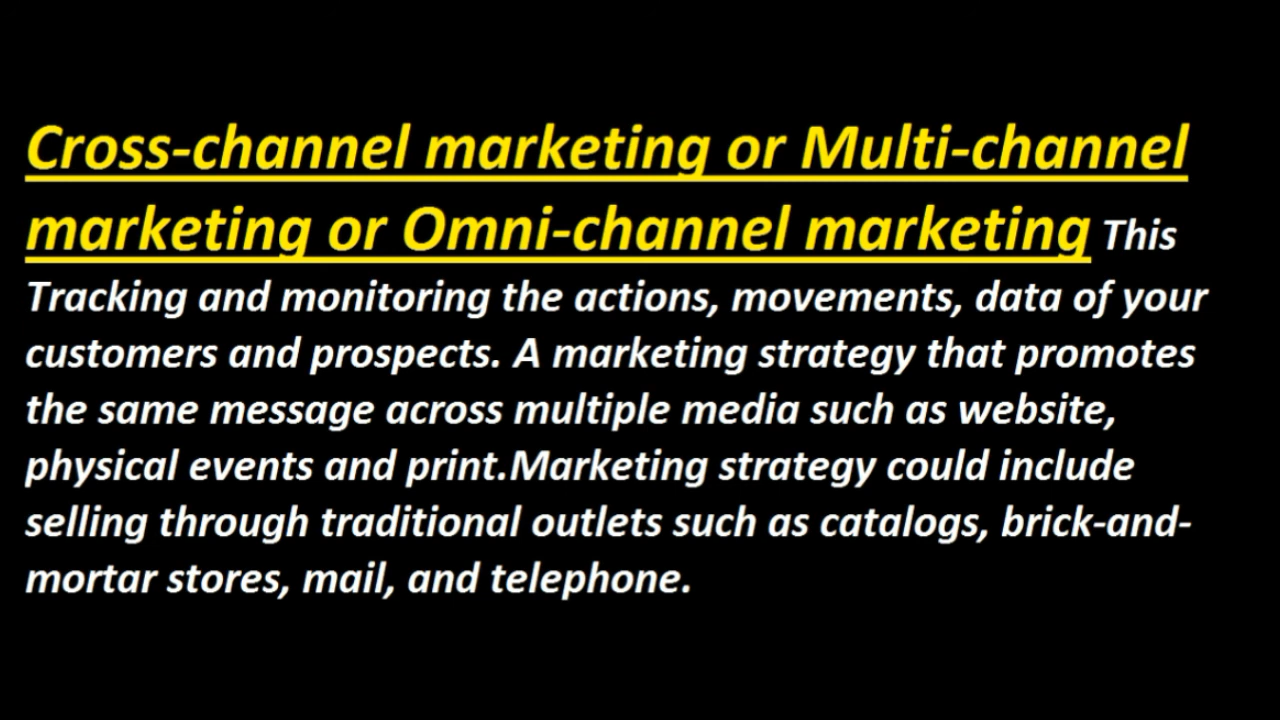 Cross-channel marketing or Multi-channel
marketing or Omni-channel marketing This
Tracking and monitoring the actions, movements, data of your
customers and prospects. A marketing strategy that promotes
the same message across multiple media such as website,
physical events and print.Marketing strategy could include
selling through traditional outlets such as catalogs, brick-and-
mortar stores, mail, and telephone.